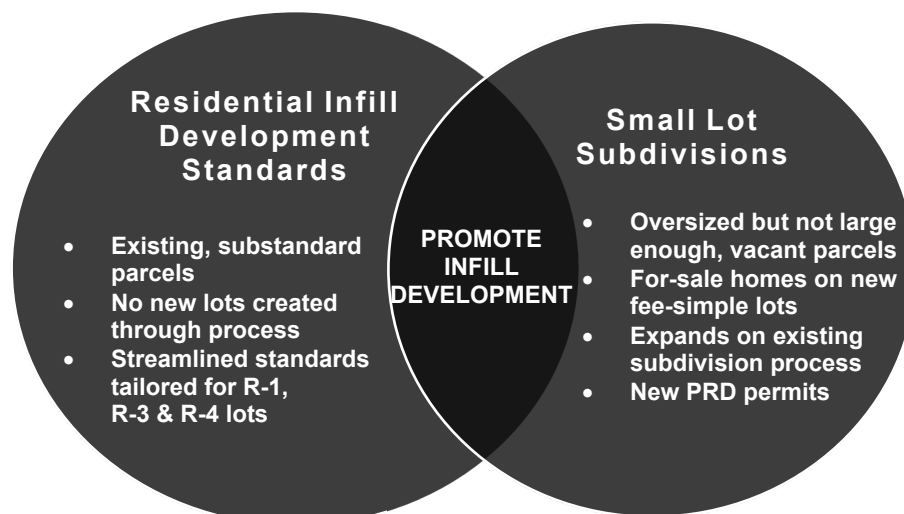 Residential Infill
Development
Standards
• Existing, substandard
parcels
• No new lots created
through process
• Streamlined standards
tailored for R-1,
R-3 & R-4 lots
PROMOTE
INFILL
DEVELOPMENT
Small Lot
Subdivisions
• Oversized but not large
enough, vacant parcels
• For-sale homes on new
fee-simple lots
• Expands on existing
subdivision process
• New PRD permits